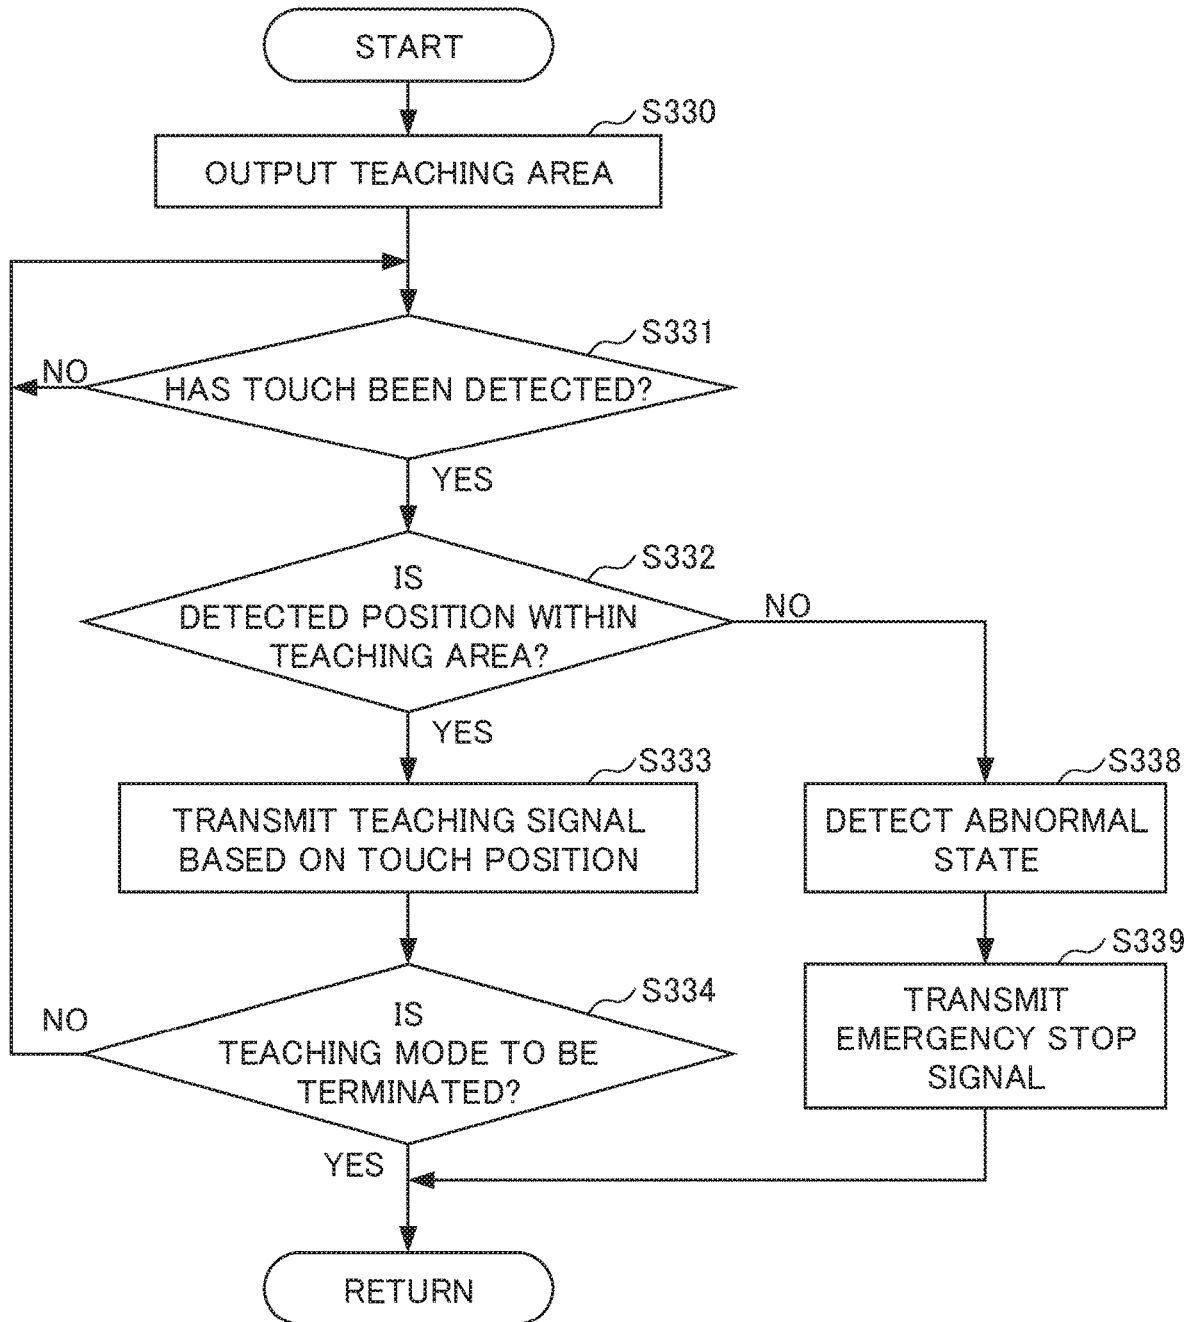 START
S330
OUTPUT TEACHING AREA
S331
NO
HAS TOUCH BEEN DETECTED?
YES
S332
IS
DETECTED POSITION WITHIN
TEACHING AREA?
NO
YES
S333
TRANSMIT TEACHING SIGNAL
BASED ON TOUCH POSITION
S338
DETECT ABNORMAL
STATE
S334
NO
IS
TEACHING MODE TO BE
TERMINATED?
YES
S339
TRANSMIT
EMERGENCY STOP
SIGNAL
RETURN